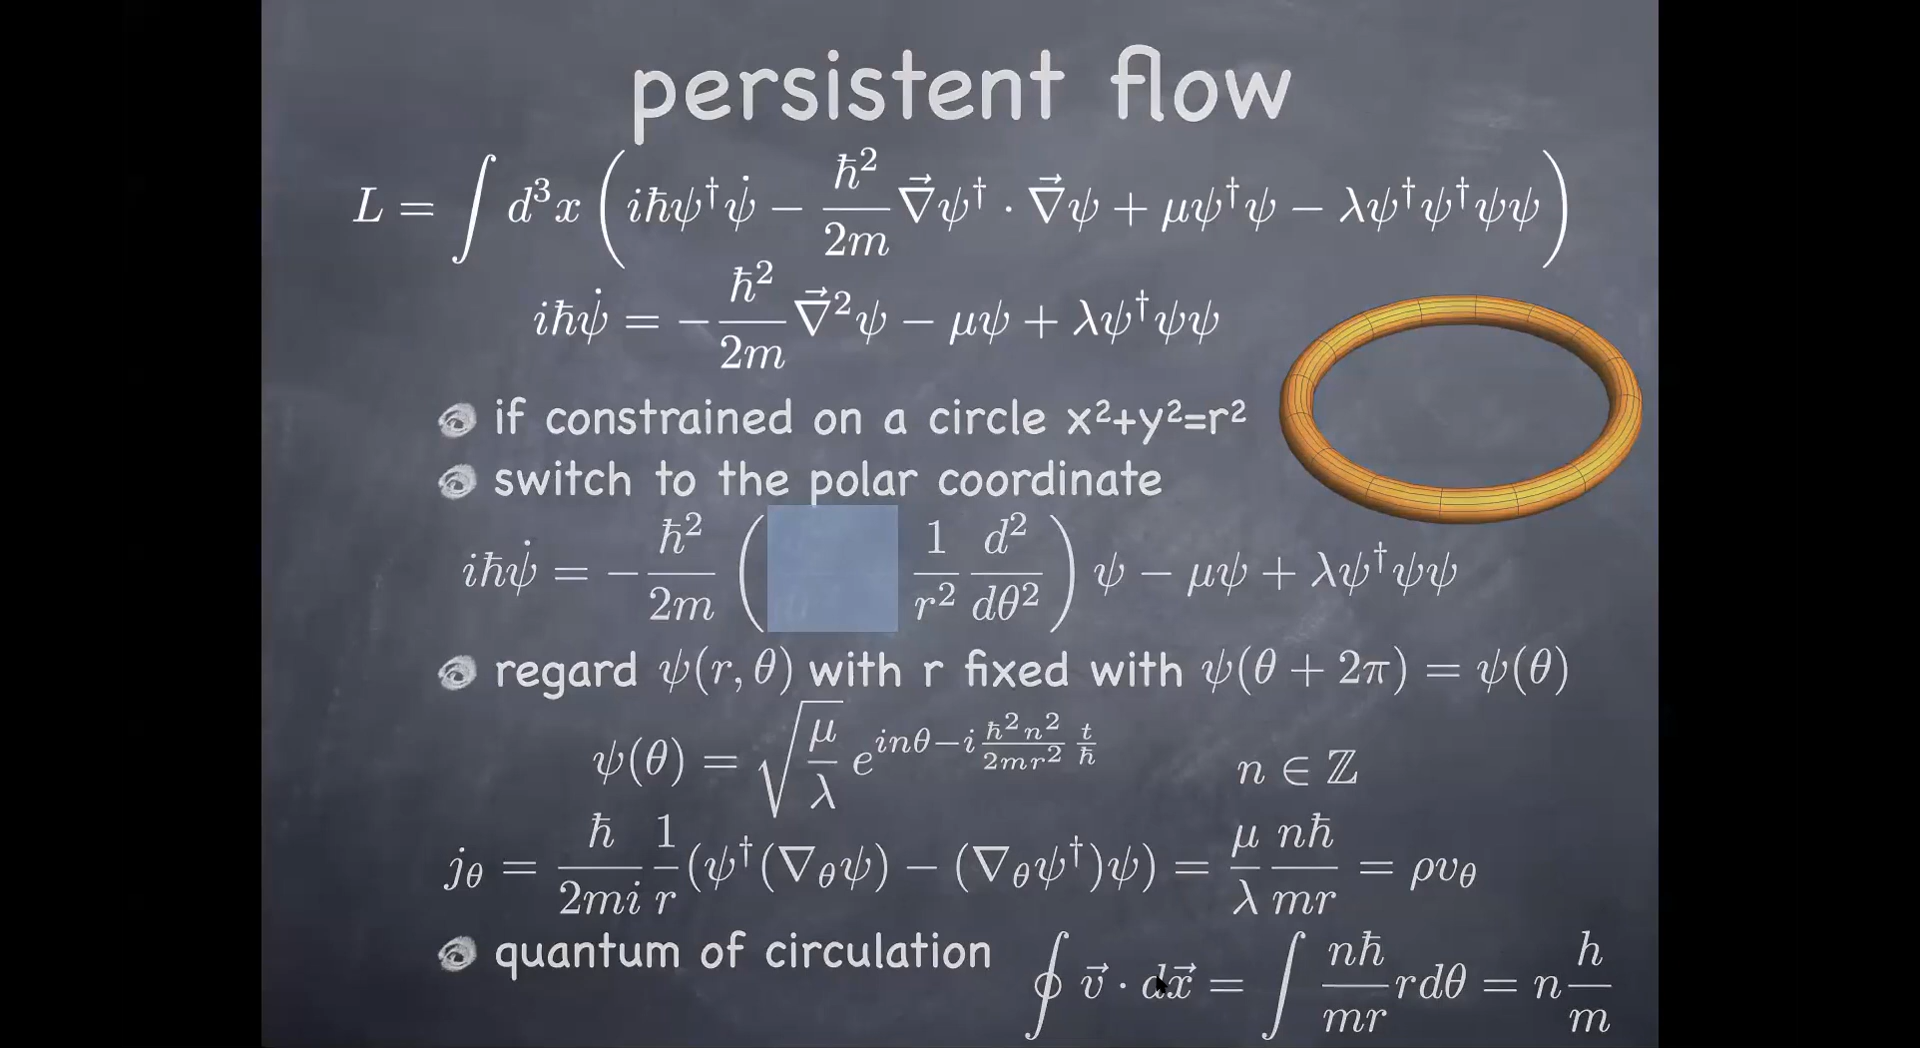 persistent flow
L = ∫ d³x ( iħψ†ψ̇ − ħ²/2m ∇⃗ψ† · ∇⃗ψ + μψ†ψ − λψ†ψ†ψψ )
iħψ̇ = − ħ²/2m ∇⃗²ψ − μψ + λψ†ψψ
if constrained on a circle x²+y²=r²
switch to the polar coordinate
iħψ̇ = − ħ²/2m ( 1/r² d²/dθ² ) ψ − μψ + λψ†ψψ
regard ψ(r, θ) with r fixed with ψ(θ + 2π) = ψ(θ)
ψ(θ) = √(μ/λ) e^{inθ−i (ħ²n²/2mr²) (t/ħ)} n ∈ ℤ
j_θ = ħ/2mi 1/r (ψ†(∇_θψ) − (∇_θψ†)ψ) = μ/λ nħ/mr = ρv_θ
quantum of circulation ∮ v⃗ · dx⃗ = ∫ nħ/mr rdθ = n h/m